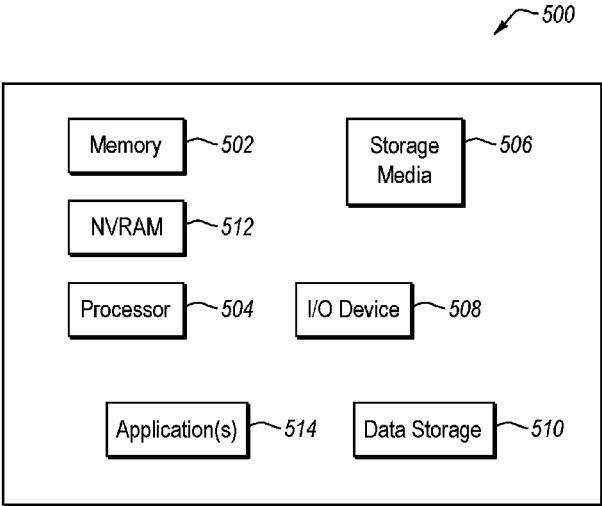 500
Memory 502
Storage 506
Media
NVRAM 512
Processor 504
I/O Device 508
Application(s) 514
Data Storage 510